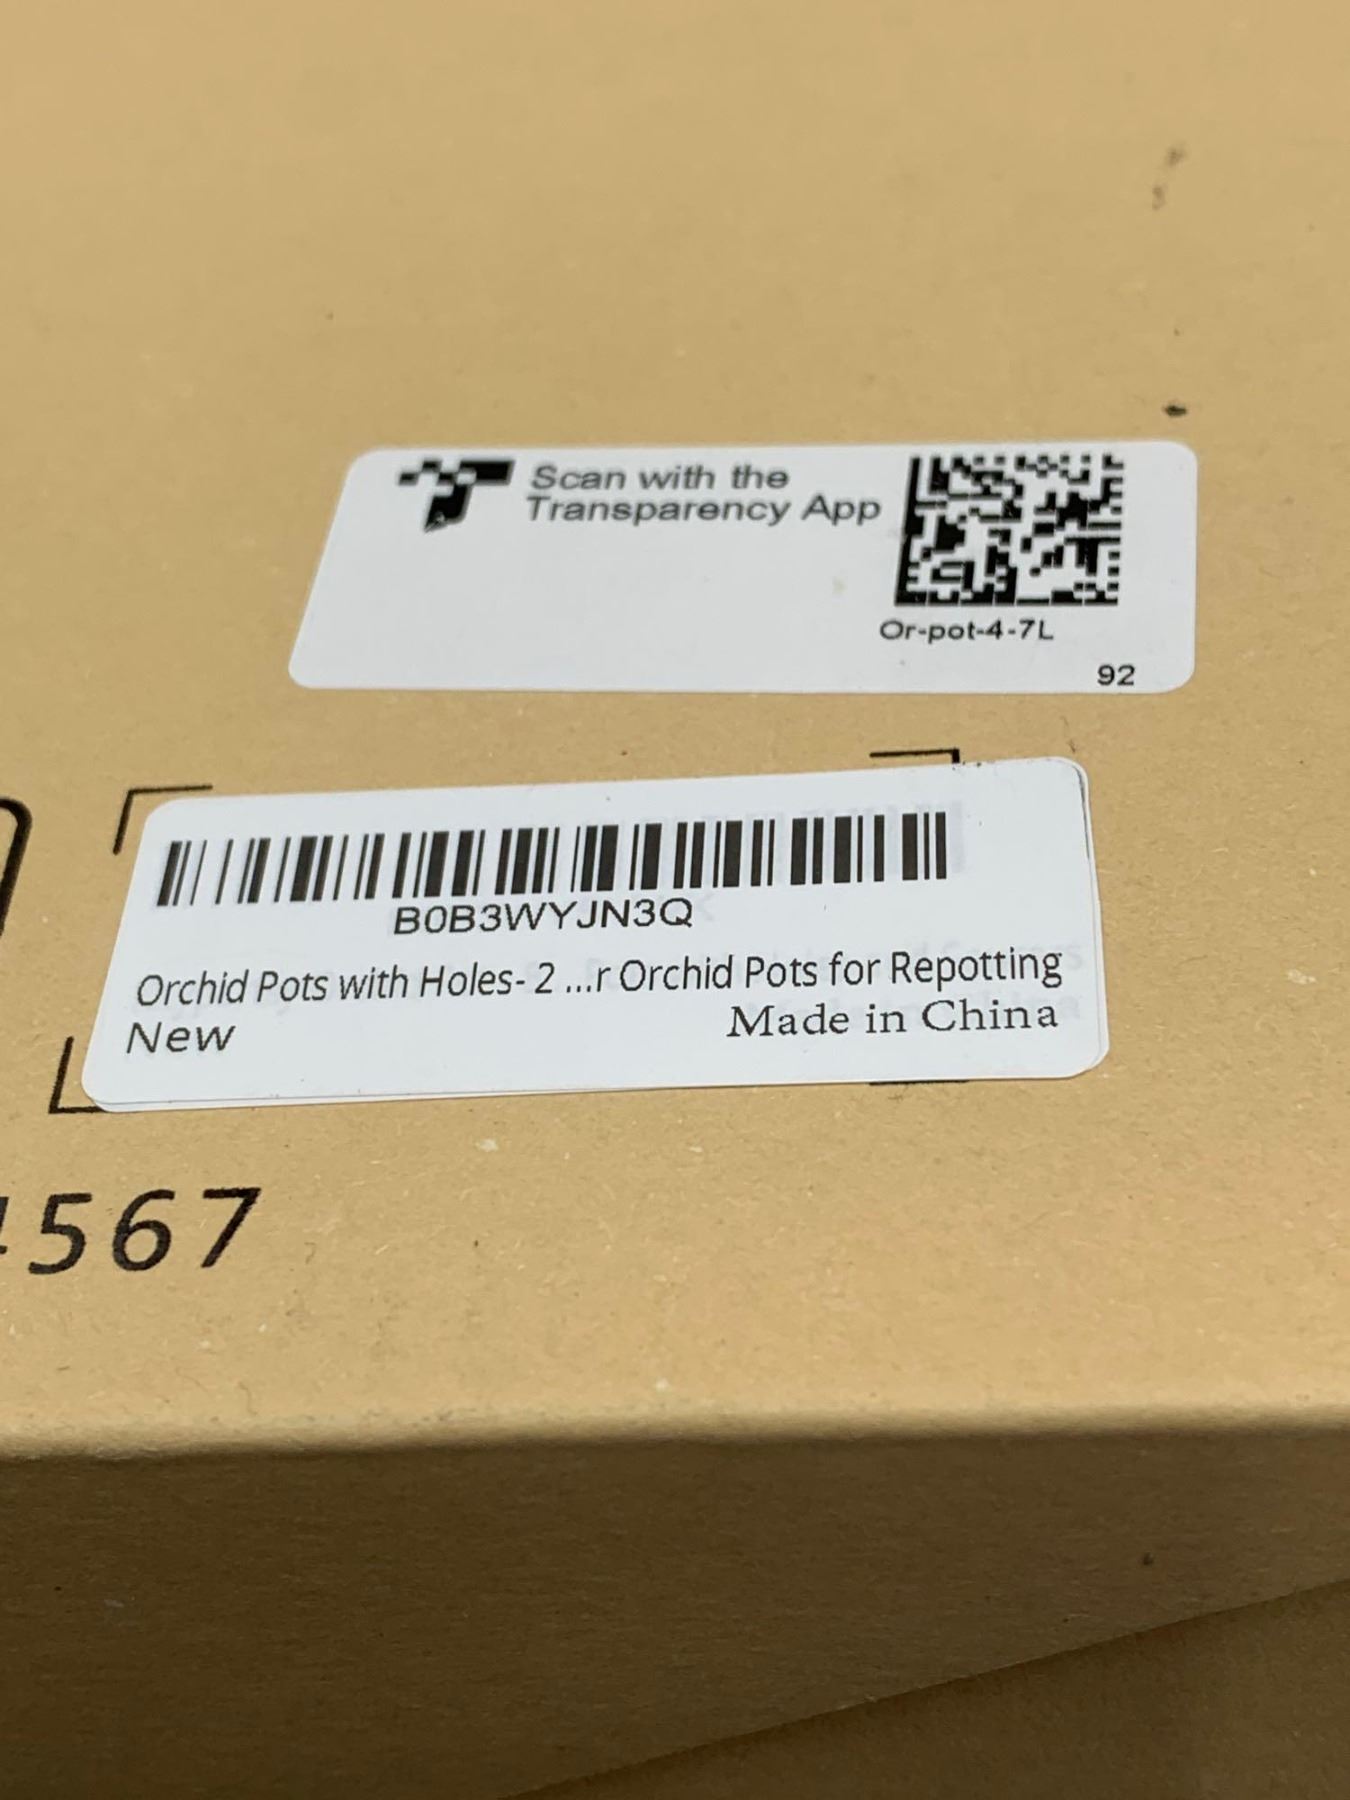 Scan with the
Transparency App
Or-pot-4-7L
92
B0B3WYJN3Q
Orchid Pots with Holes- 2 ...r Orchid Pots for Repotting
New
Made in China
4567